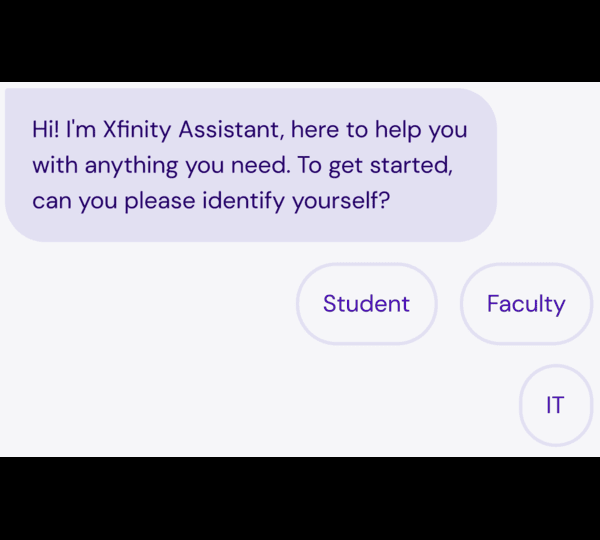 Hi! I'm Xfinity Assistant, here to help you
with anything you need. To get started,
can you please identify yourself?
Student
Faculty
IT